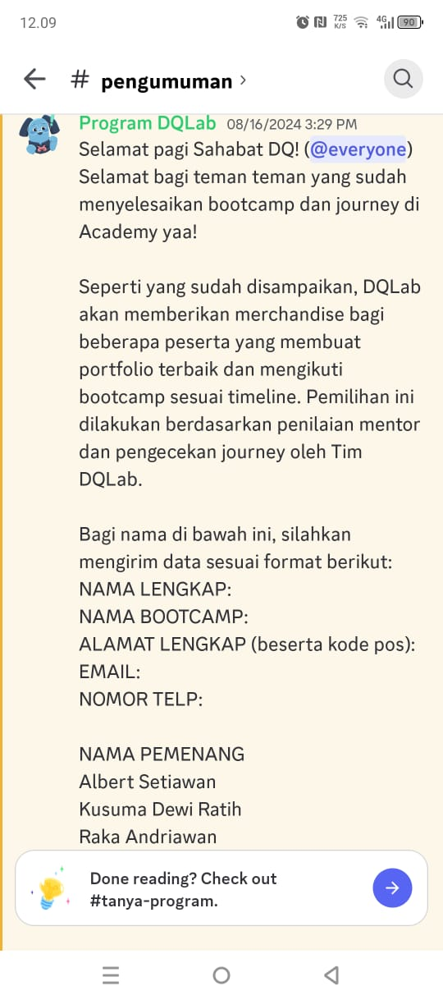 12.09
725 K/S 4G 90
# pengumuman
Program DQLab 08/16/2024 3:29 PM
Selamat pagi Sahabat DQ! (@everyone)
Selamat bagi teman teman yang sudah
menyelesaikan bootcamp dan journey di
Academy yaa!
Seperti yang sudah disampaikan, DQLab
akan memberikan merchandise bagi
beberapa peserta yang membuat
portfolio terbaik dan mengikuti
bootcamp sesuai timeline. Pemilihan ini
dilakukan berdasarkan penilaian mentor
dan pengecekan journey oleh Tim
DQLab.
Bagi nama di bawah ini, silahkan
mengirim data sesuai format berikut:
NAMA LENGKAP:
NAMA BOOTCAMP:
ALAMAT LENGKAP (beserta kode pos):
EMAIL:
NOMOR TELP:
NAMA PEMENANG
Albert Setiawan
Kusuma Dewi Ratih
Raka Andriawan
Done reading? Check out
#tanya-program.